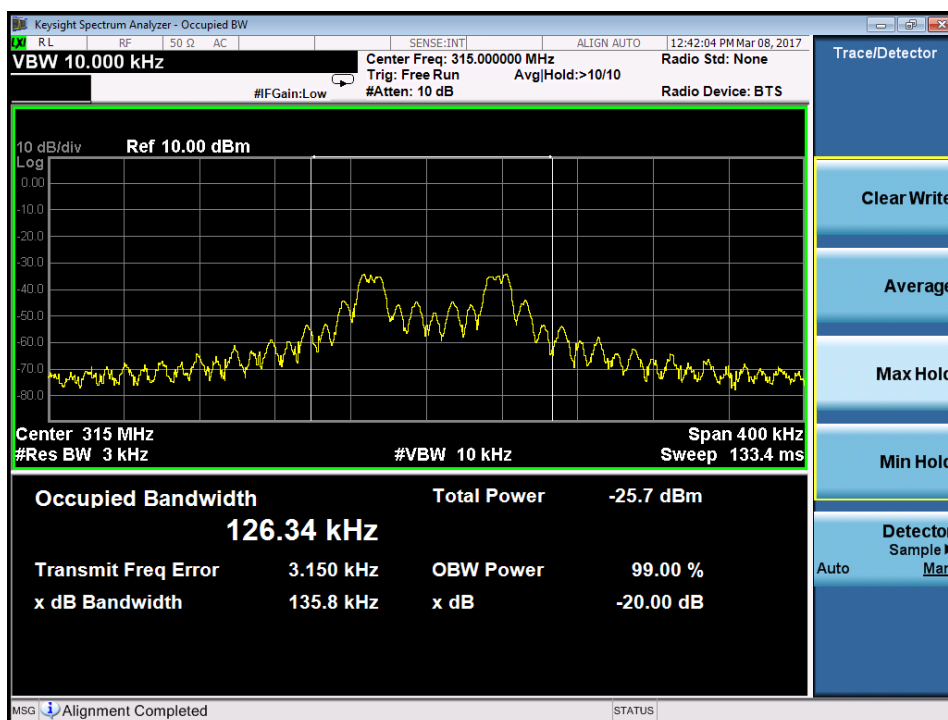 Keysight Spectrum Analyzer - Occupied BW
LXI RL RF 50 Ω AC SENSE:INT ALIGN AUTO 12:42:04 PM Mar 08, 2017
VBW 10.000 kHz
Center Freq: 315.000000 MHz
Radio Std: None
Trig: Free Run Avg|Hold:>10/10
#IFGain:Low
#Atten: 10 dB
Radio Device: BTS
10 dB/div Ref 10.00 dBm
Log
0.00
-10.0
-20.0
-30.0
-40.0
-50.0
-60.0
-70.0
-80.0
Center 315 MHz
Span 400 kHz
#Res BW 3 kHz
#VBW 10 kHz
Sweep 133.4 ms
Occupied Bandwidth
Total Power -25.7 dBm
126.34 kHz
Transmit Freq Error 3.150 kHz
OBW Power 99.00 %
x dB Bandwidth 135.8 kHz
x dB -20.00 dB
Trace/Detector
Clear Write
Average
Max Hold
Min Hold
Detector
Sample
Auto Man
MSG Alignment Completed
STATUS